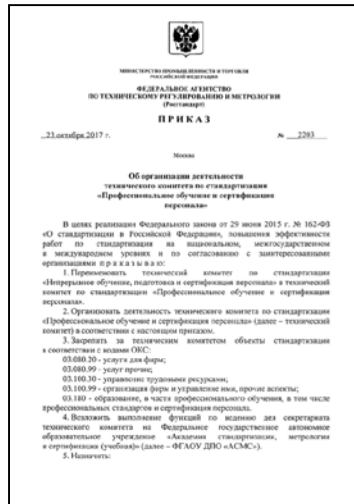 МИНИСТЕРСТВО ПРОМЫШЛЕННОСТИ И ТОРГОВЛИ
РОССИЙСКОЙ ФЕДЕРАЦИИ
ФЕДЕРАЛЬНОЕ АГЕНТСТВО
ПО ТЕХНИЧЕСКОМУ РЕГУЛИРОВАНИЮ И МЕТРОЛОГИИ
(Росстандарт)
ПРИКАЗ
23 октября 2017 г. № 2203
Москва
Об организации деятельности
технического комитета по стандартизации
«Профессиональное обучение и сертификация
персонала»
В целях реализации Федерального закона от 29 июня 2015 г. № 162-ФЗ
«О стандартизации в Российской Федерации», повышения эффективности
работ по стандартизации на национальном, межгосударственном
и международном уровнях и по согласованию с заинтересованными
организациями приказываю:
1. Переименовать технический комитет по стандартизации
«Непрерывное обучение, подготовка и сертификация персонала» в технический
комитет по стандартизации «Профессиональное обучение и сертификация
персонала».
2. Организовать деятельность технического комитета по стандартизации
«Профессиональное обучение и сертификация персонала» (далее – технический
комитет) в соответствии с настоящим приказом.
3. Закрепить за техническим комитетом объекты стандартизации
в соответствии с кодами ОКС:
03.080.20 - услуги для фирм;
03.080.99 - услуги прочие;
03.100.30 - управление трудовыми ресурсами;
03.100.99 - организация фирм и управление ими, прочие аспекты;
03.180 - образование, в части профессионального обучения, в том числе
профессиональных стандартов и сертификации персонала.
4. Возложить выполнение функций по ведению дел секретариата
технического комитета на Федеральное государственное автономное
образовательное учреждение «Академия стандартизации, метрологии
и сертификации (учебная)» (далее – ФГАОУ ДПО «АСМС»).
5. Назначить: